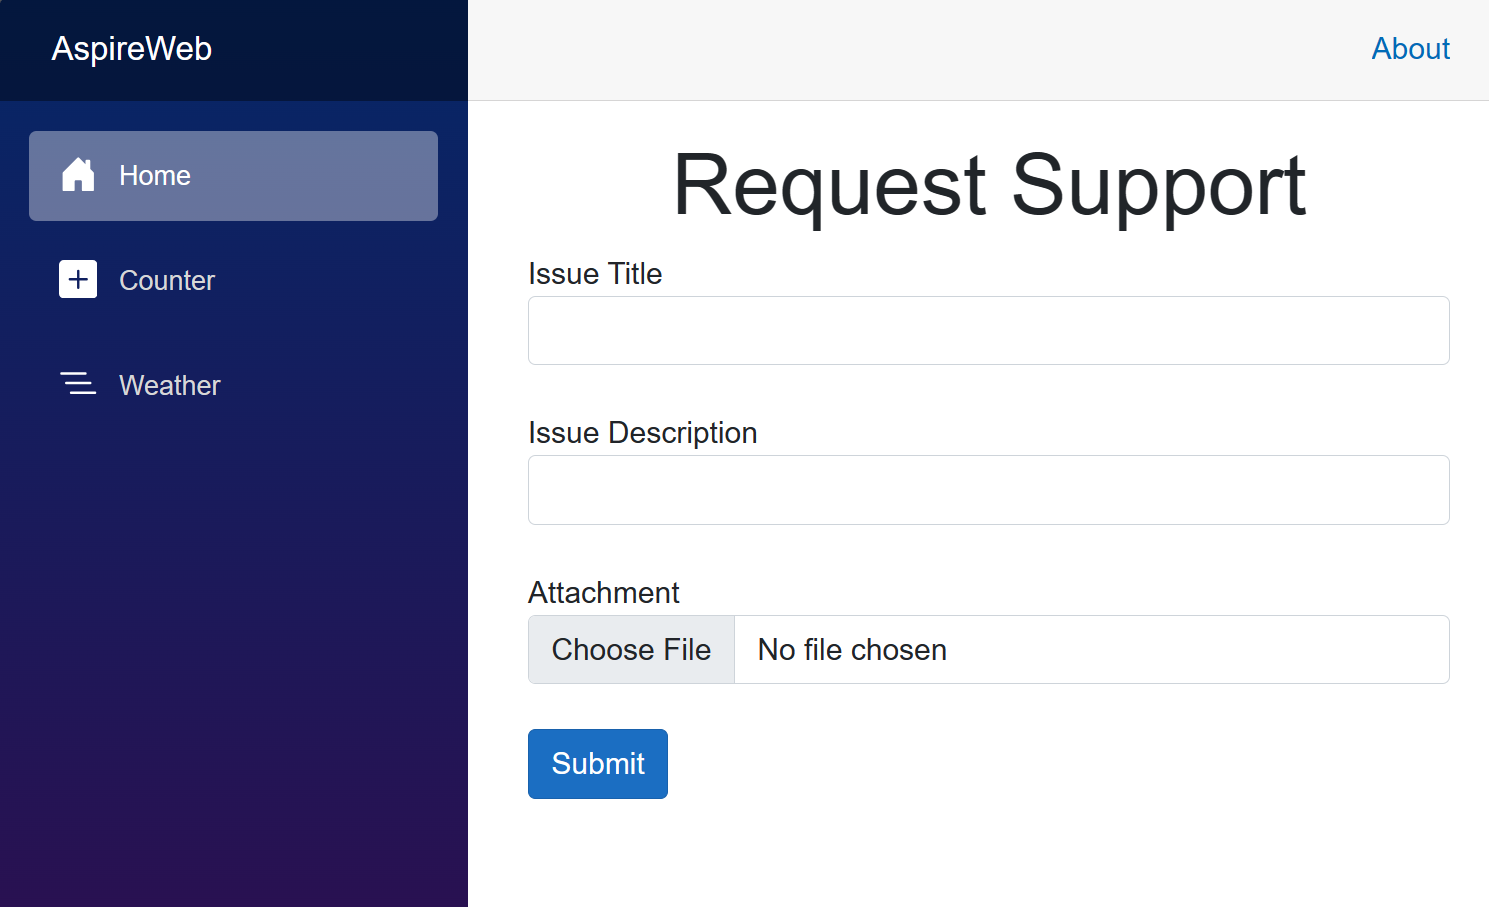 AspireWeb
About
Home
Counter
Weather
Request Support
Issue Title
Issue Description
Attachment
Choose File No file chosen
Submit